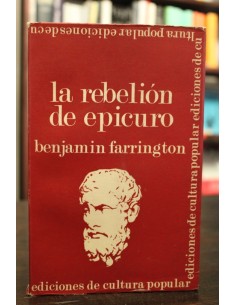 ltura popular ediciones de cu
la rebelión
de epicuro
benjamin farrington
ediciones de cultura popular ediciones de cu
ediciones de cultura popular